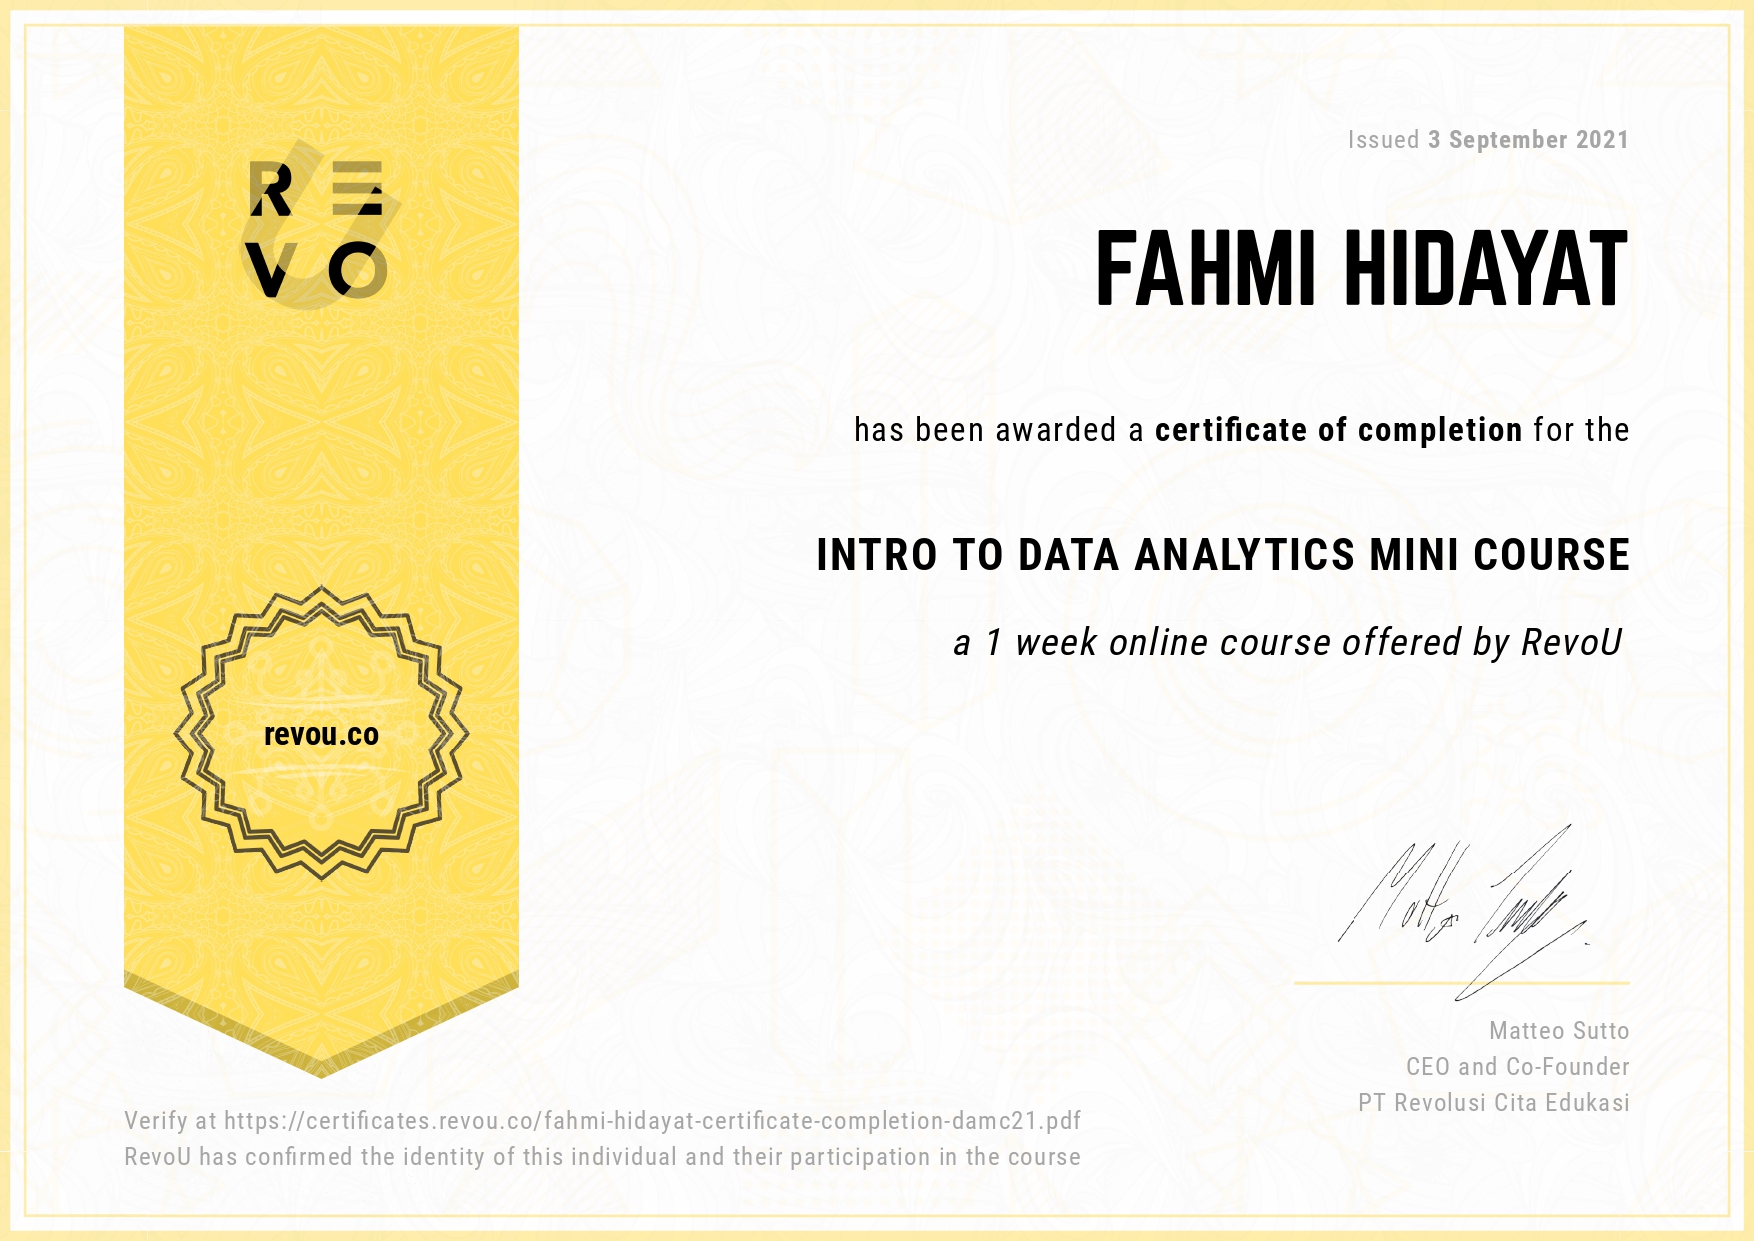 RE
VO
revou.co
Issued 3 September 2021
FAHMI HIDAYAT
has been awarded a certificate of completion for the
INTRO TO DATA ANALYTICS MINI COURSE
a 1 week online course offered by RevoU
Matteo Sutto
CEO and Co-Founder
PT Revolusi Cita Edukasi
Verify at https://certificates.revou.co/fahmi-hidayat-certificate-completion-damc21.pdf
RevoU has confirmed the identity of this individual and their participation in the course